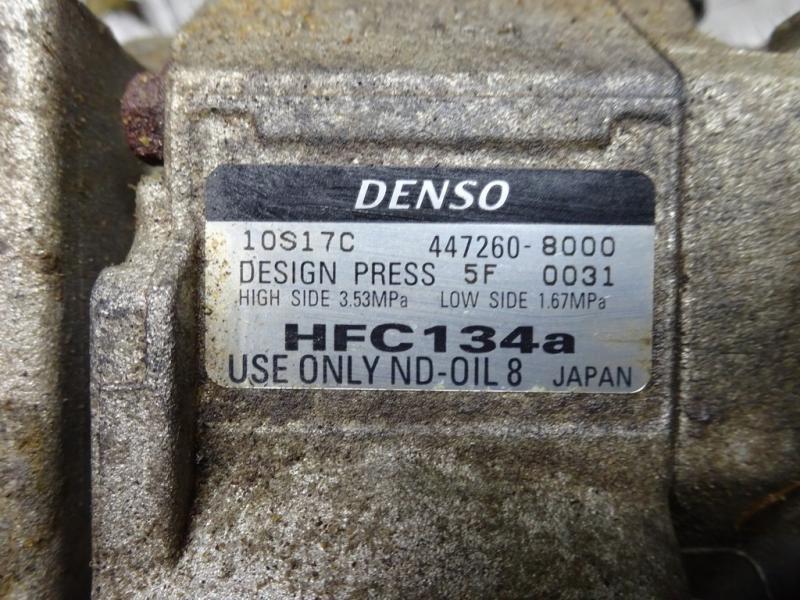 DENSO
10S17C 447260-8000
DESIGN PRESS 5F 0031
HIGH SIDE 3.53MPa LOW SIDE 1.67MPa
HFC134a
USE ONLY ND-OIL 8 JAPAN